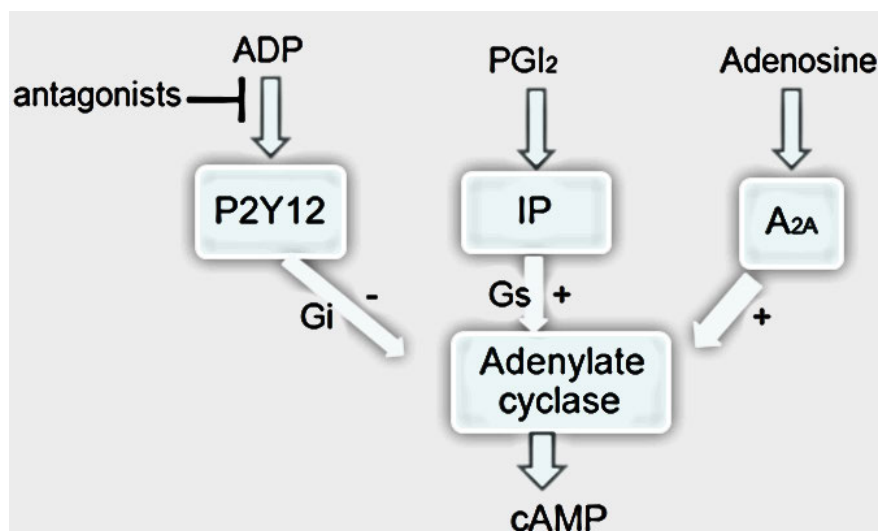 ADP
PGI₂
Adenosine
antagonists
P2Y12
IP
A₂ₐ
Gi
-
Gs
+
+
Adenylate
cyclase
cAMP